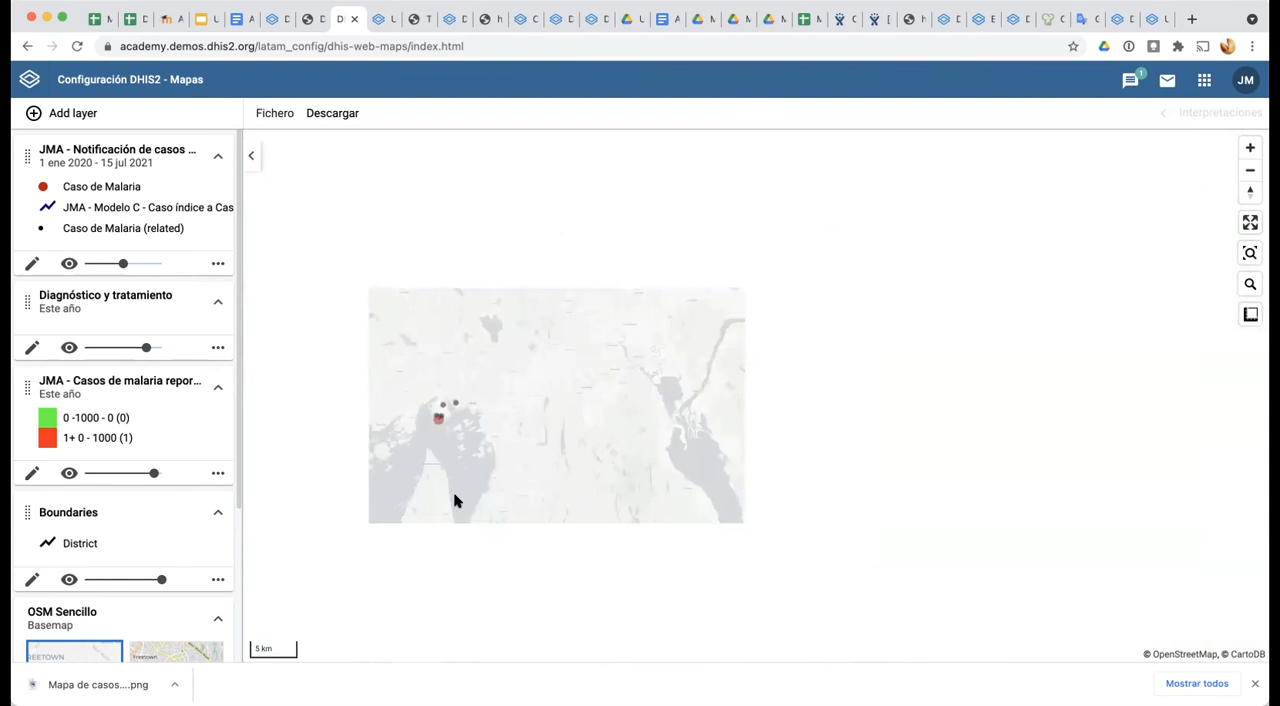 academy.demos.dhis2.org/latam_config/dhis-web-maps/index.html
Configuración DHIS2 - Mapas
1
JM
Add layer
Fichero
Descargar
Interpretaciones
JMA - Notificación de casos ...
1 ene 2020 - 15 jul 2021
Caso de Malaria
JMA - Modelo C - Caso índice a Cas
Caso de Malaria (related)
Diagnóstico y tratamiento
Este año
JMA - Casos de malaria repor...
Este año
0 -1000 - 0 (0)
1+ 0 - 1000 (1)
Boundaries
District
OSM Sencillo
Basemap
REETOWN
Freetown
5 km
© OpenStreetMap, © CartoDB
Mapa de casos....png
Mostrar todos